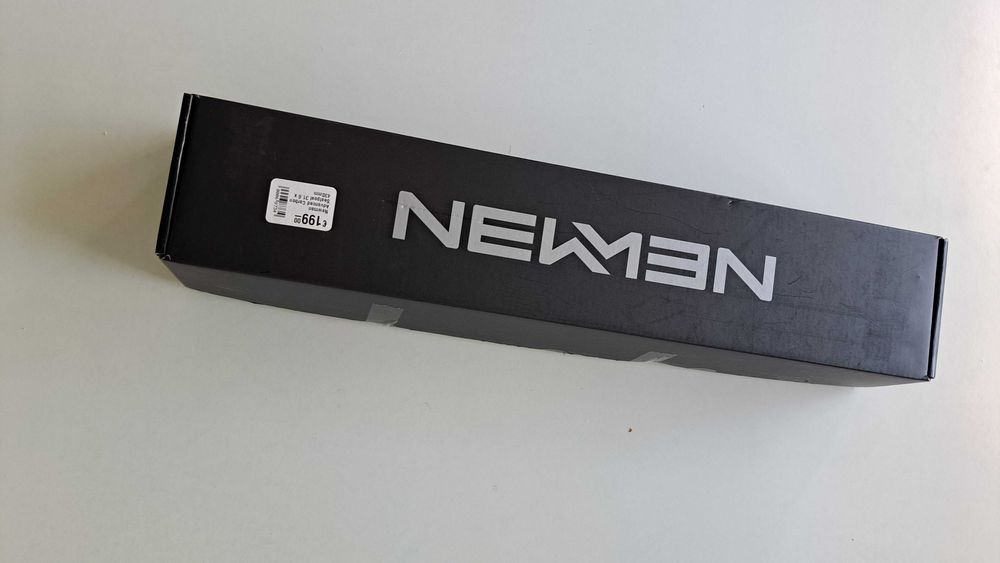 NEWMEN
Newmen
Advanced Carbon
Seatpost 31.6 x
430mm
€ 199.00